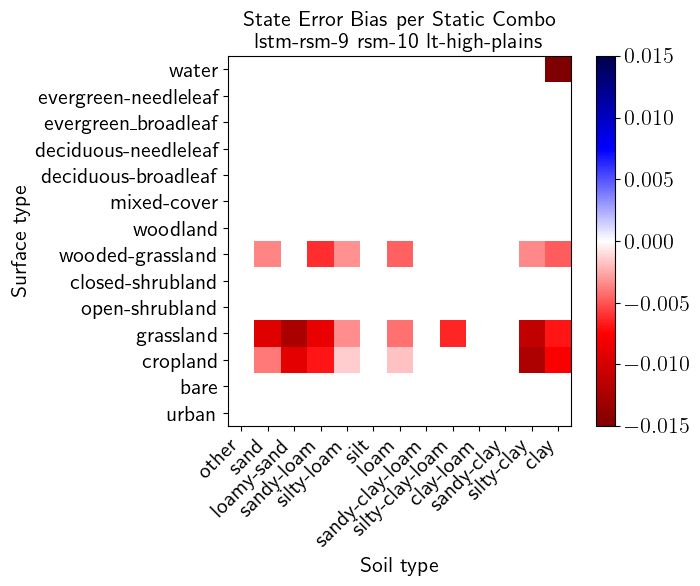 State Error Bias per Static Combo
lstm-rsm-9 rsm-10 lt-high-plains
Surface type
water
evergreen-needleleaf
evergreen_broadleaf
deciduous-needleleaf
deciduous-broadleaf
mixed-cover
woodland
wooded-grassland
closed-shrubland
open-shrubland
grassland
cropland
bare
urban
other
sand
loamy-sand
sandy-loam
silty-loam
silt
loam
sandy-clay-loam
silty-clay-loam
clay-loam
sandy-clay
silty-clay
clay
Soil type
0.015
0.010
0.005
0.000
−0.005
−0.010
−0.015